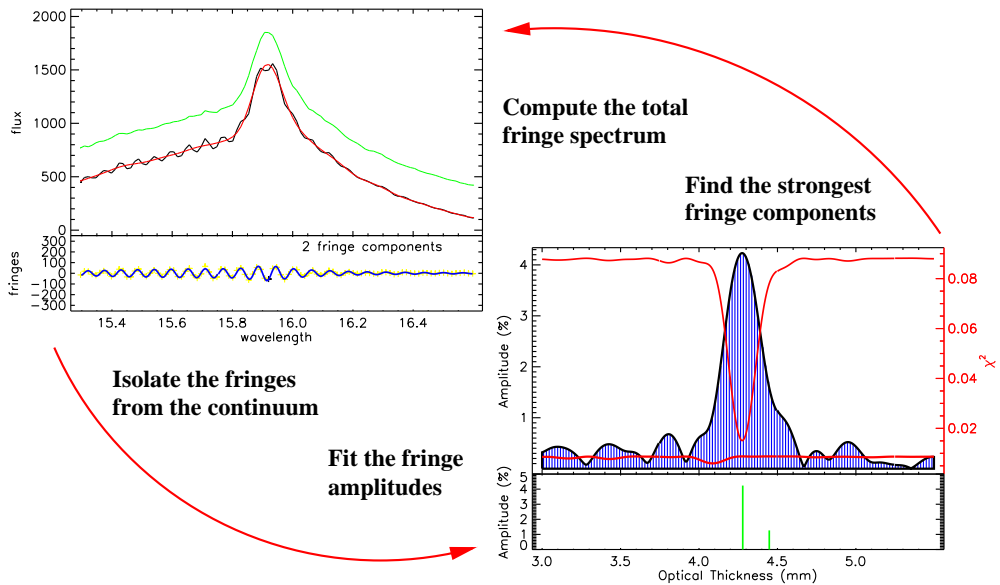 2000
1500
1000
500
0
flux
300
200
100
0
−100
−200
−300
fringes
2 fringe components
15.4 15.6 15.8 16.0 16.2 16.4
wavelength
Compute the total
fringe spectrum
Find the strongest
fringe components
Isolate the fringes
from the continuum
Fit the fringe
amplitudes
4
3
2
1
Amplitude (%)
0.08
0.06
0.04
0.02
χ²
5
4
3
2
1
0
Amplitude (%)
3.0 3.5 4.0 4.5 5.0
Optical Thickness (mm)